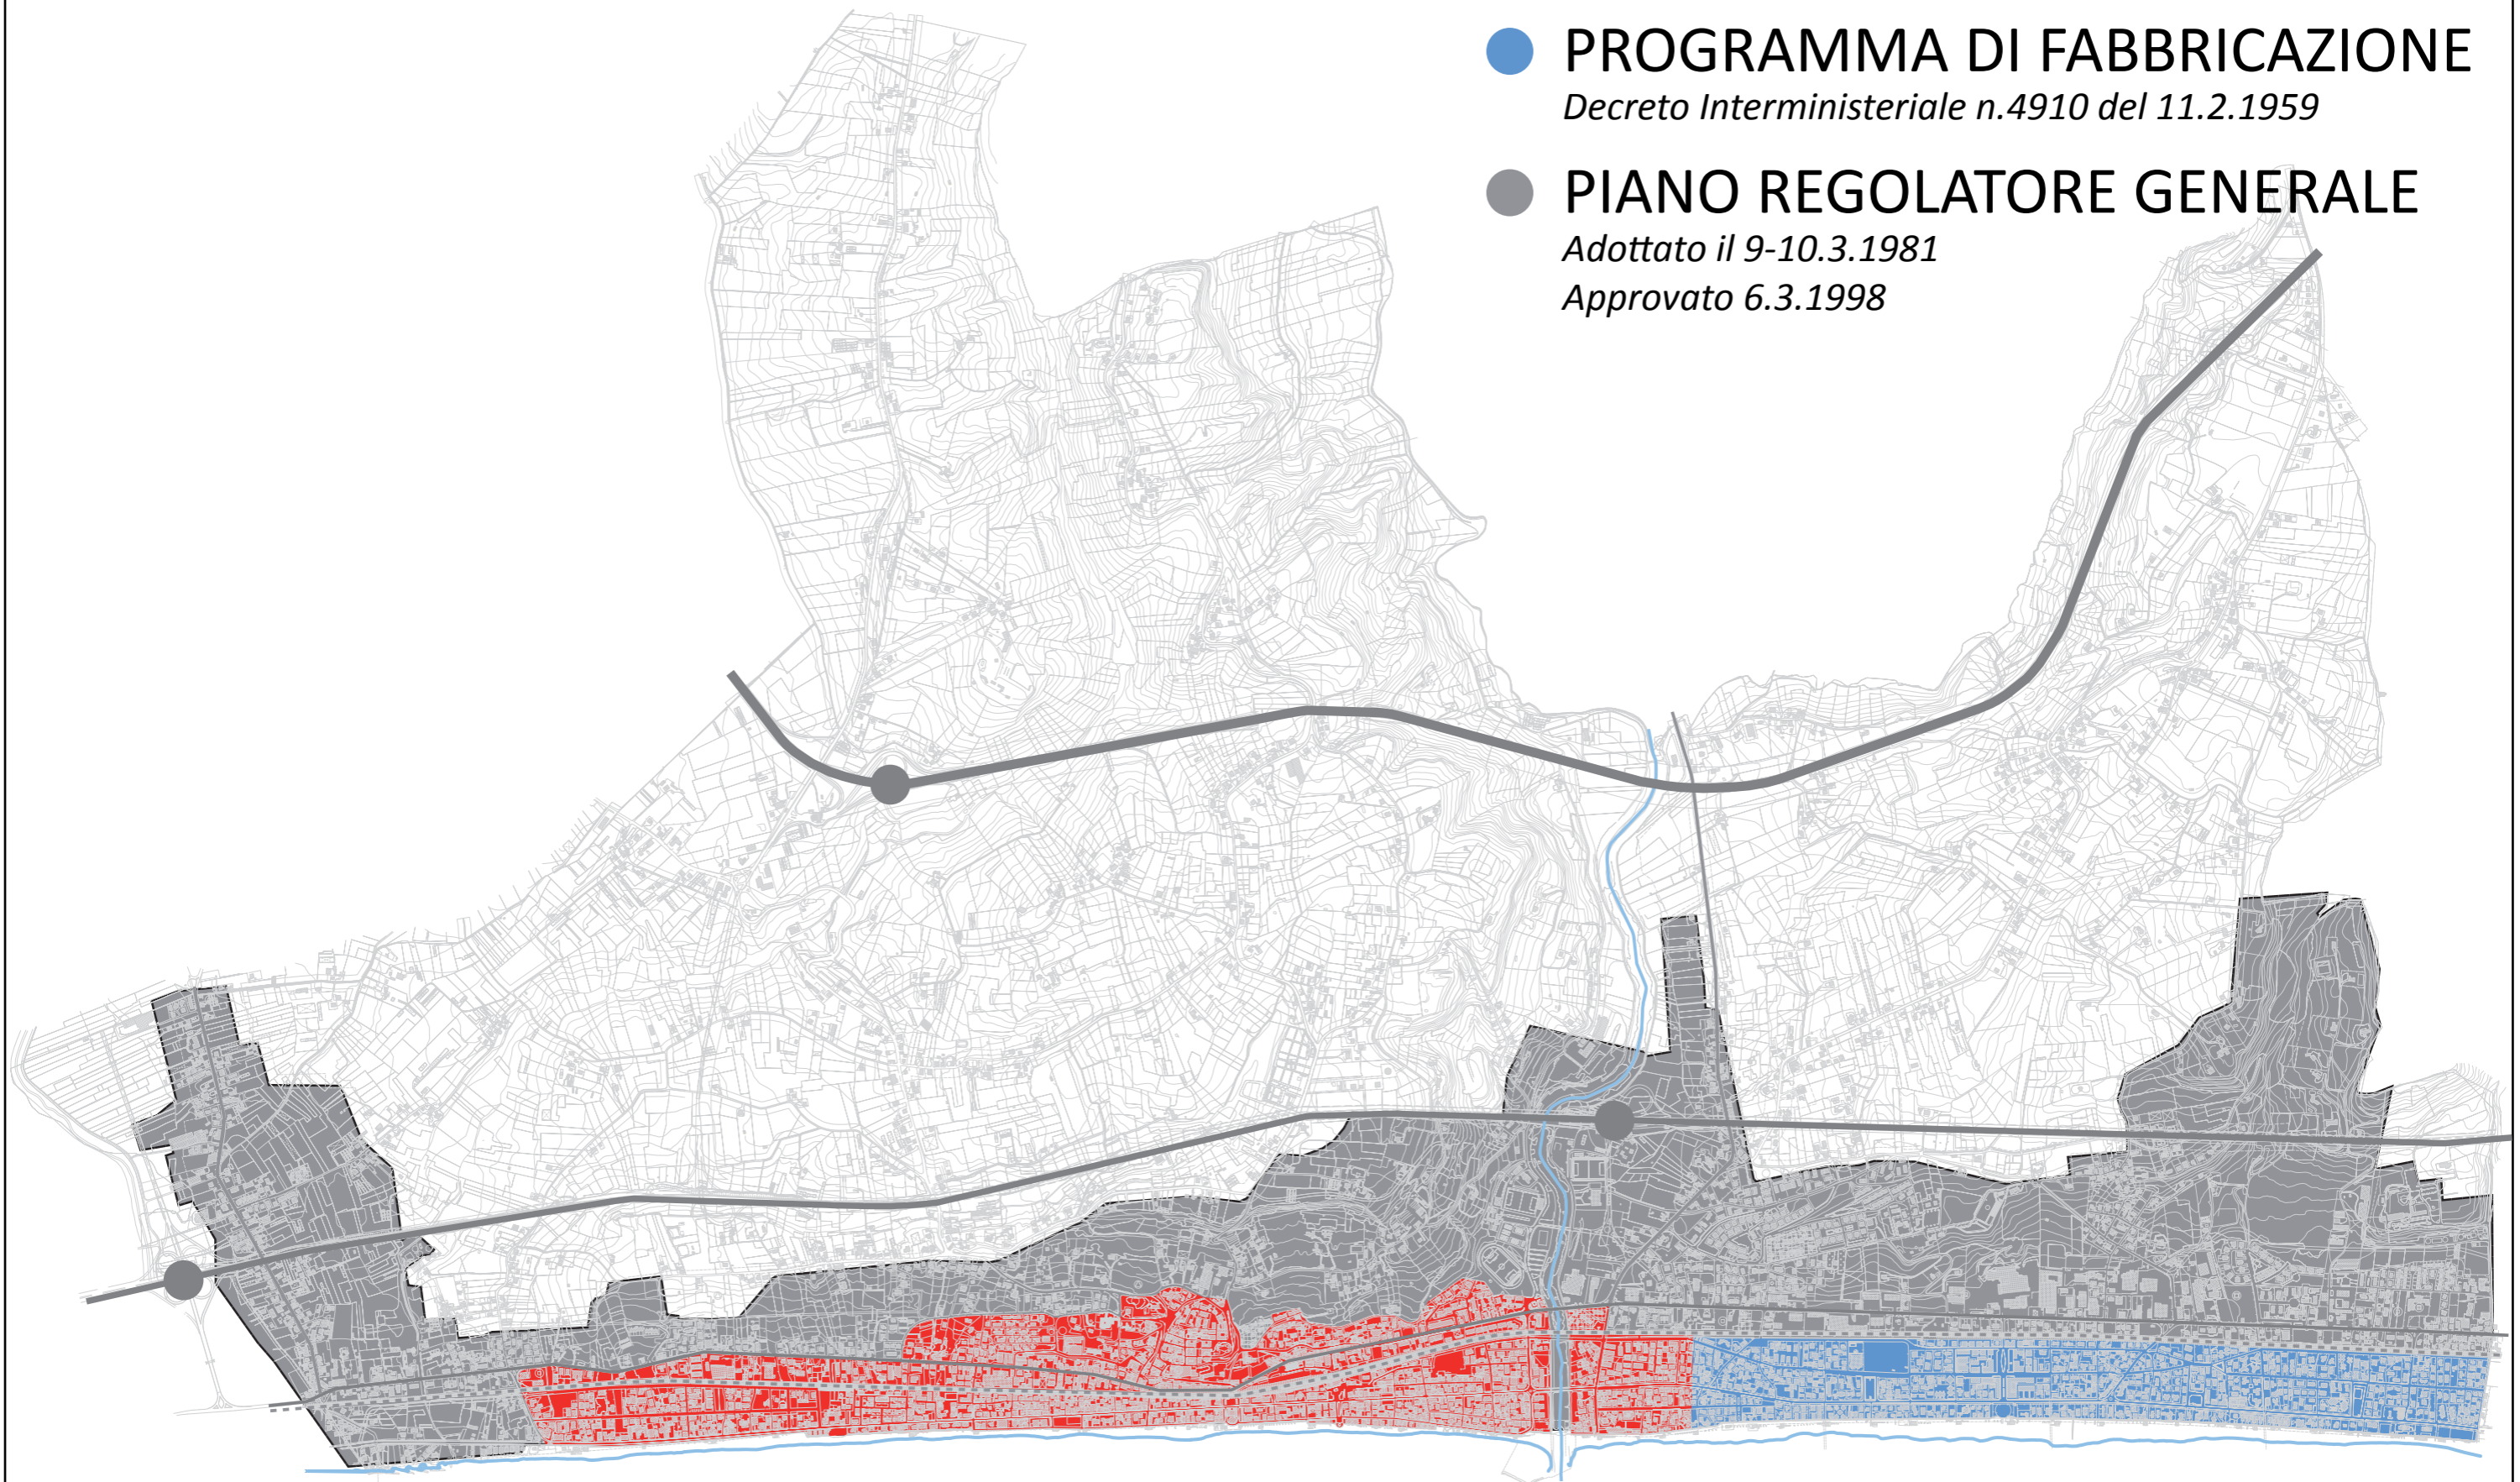 PROGRAMMA DI FABBRICAZIONE
Decreto Interministeriale n.4910 del 11.2.1959
PIANO REGOLATORE GENERALE
Adottato il 9-10.3.1981
Approvato 6.3.1998